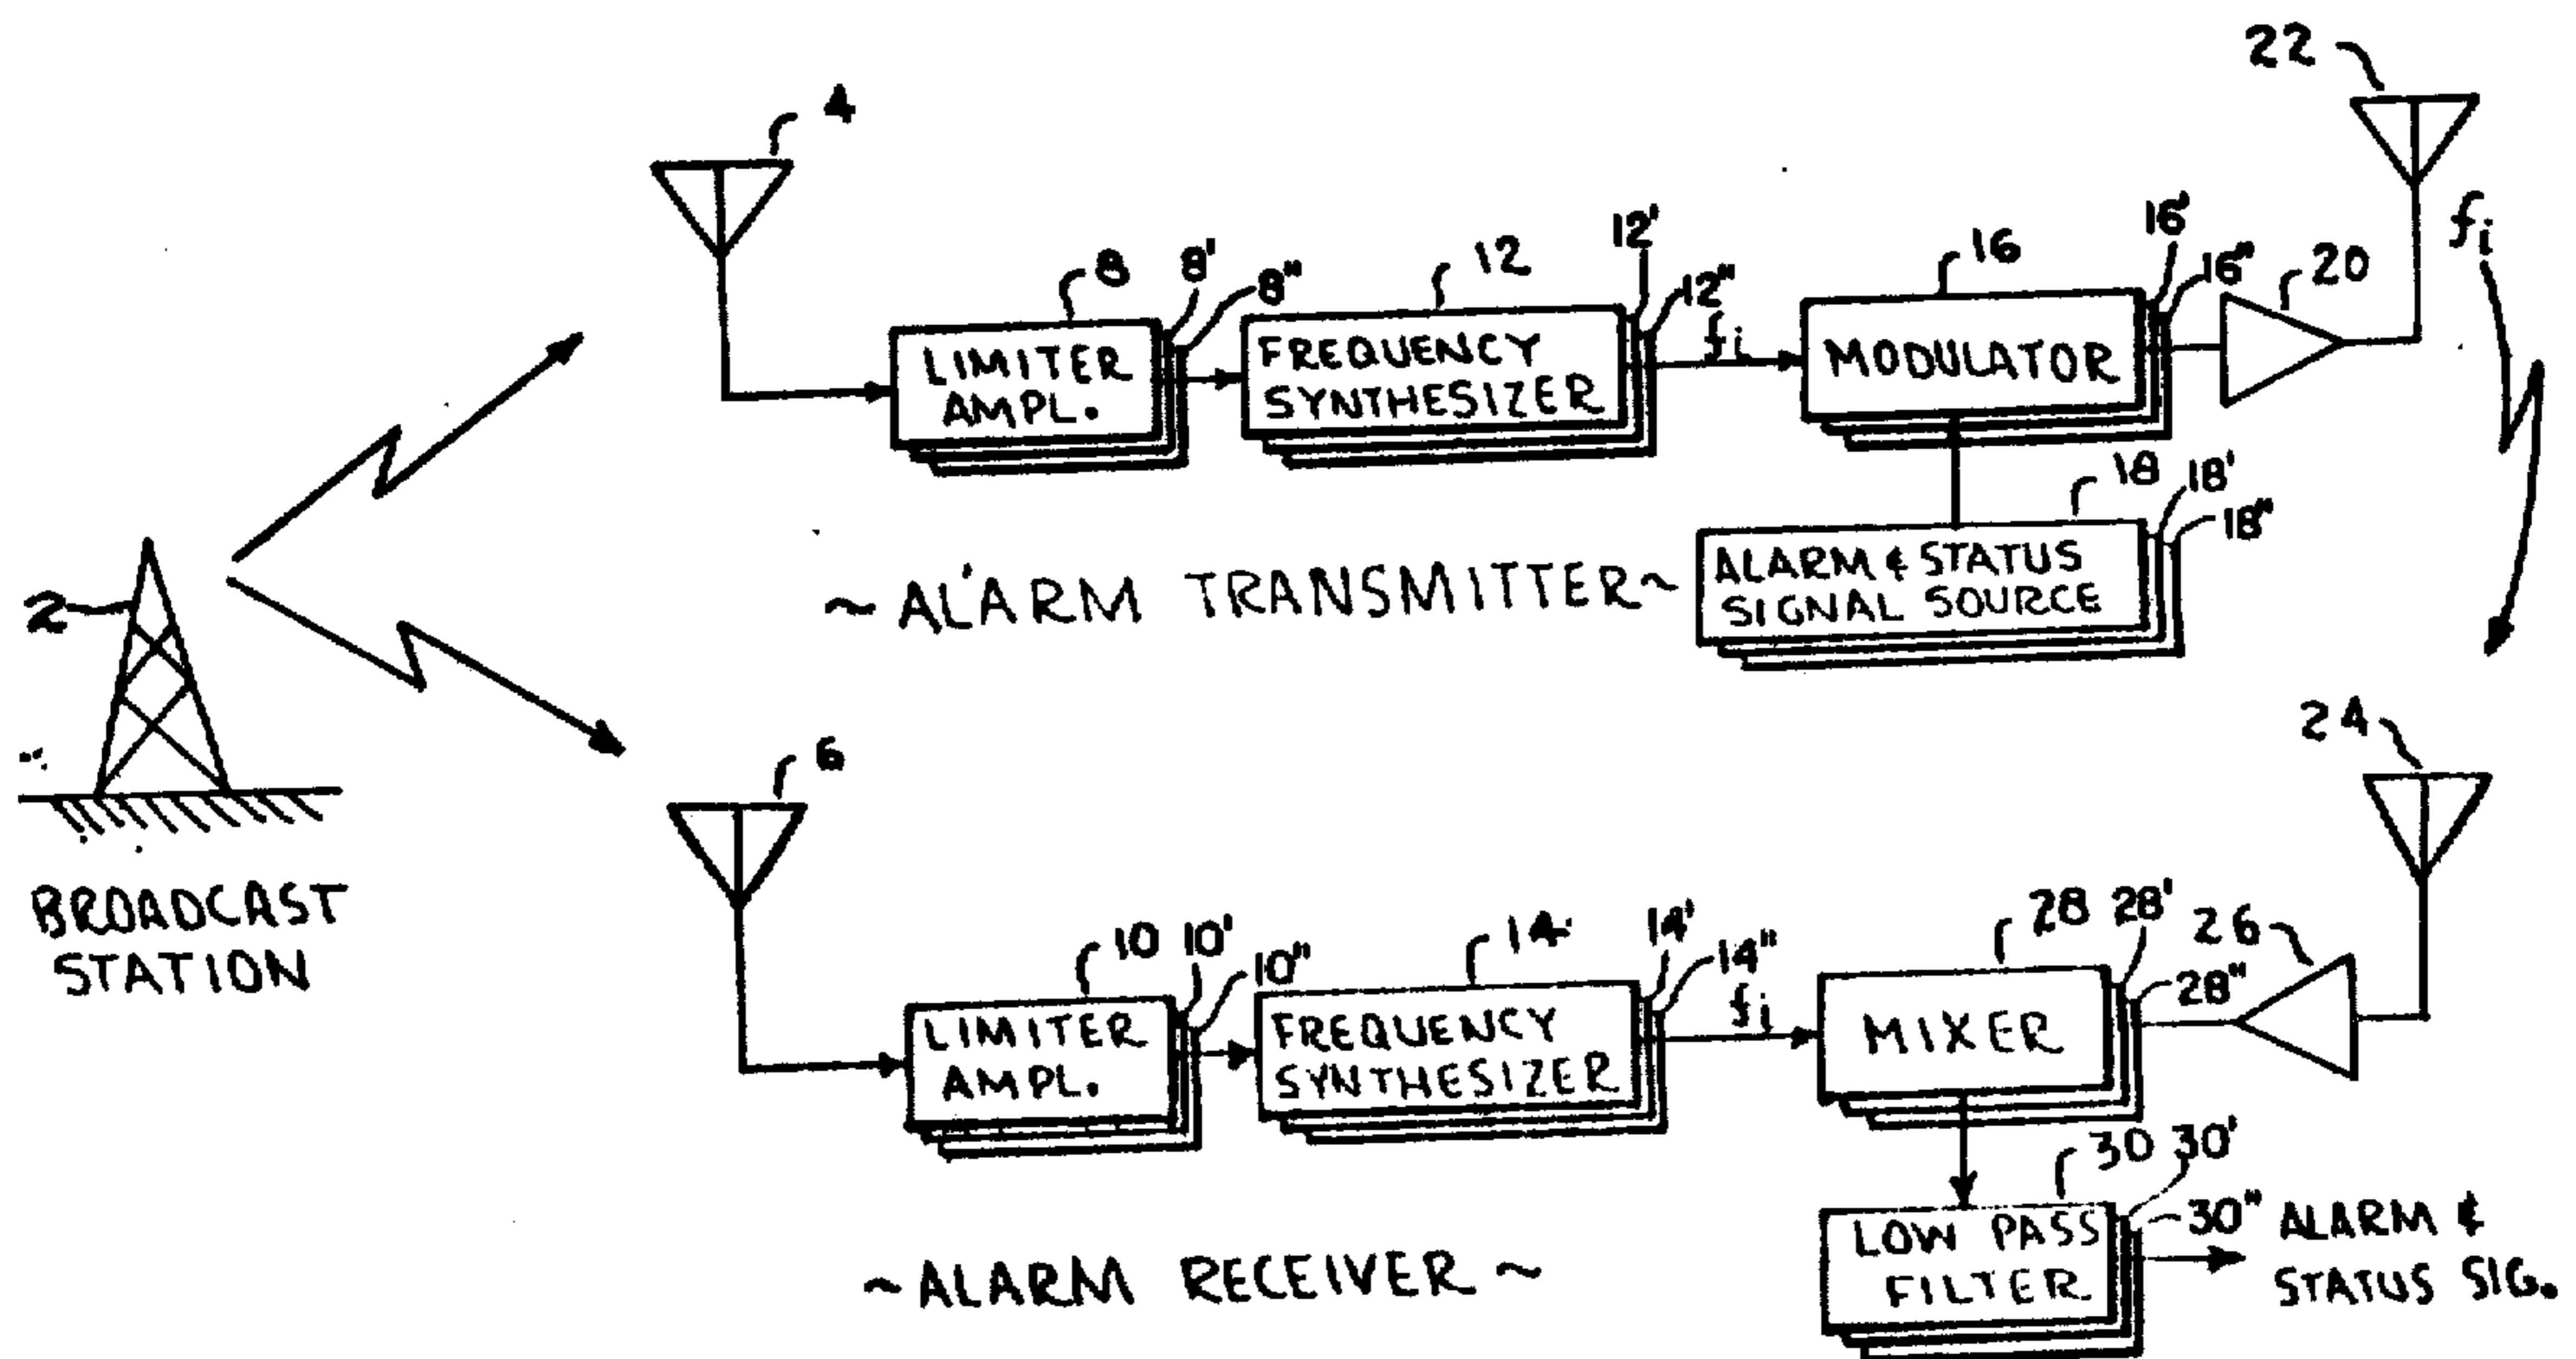 22
4
fi
8
8'
8"
12
12'
12"
fi
16
16'
16"
20
LIMITER
AMPL.
FREQUENCY
SYNTHESIZER
MODULATOR
18
18'
18"
2
~ ALARM TRANSMITTER ~
ALARM & STATUS
SIGNAL SOURCE
24
6
BROADCAST
STATION
10
10'
10"
14
14'
14"
fi
28
28'
28"
26
LIMITER
AMPL.
FREQUENCY
SYNTHESIZER
MIXER
30
30'
30"
LOW PASS
FILTER
ALARM &
STATUS SIG.
~ ALARM RECEIVER ~